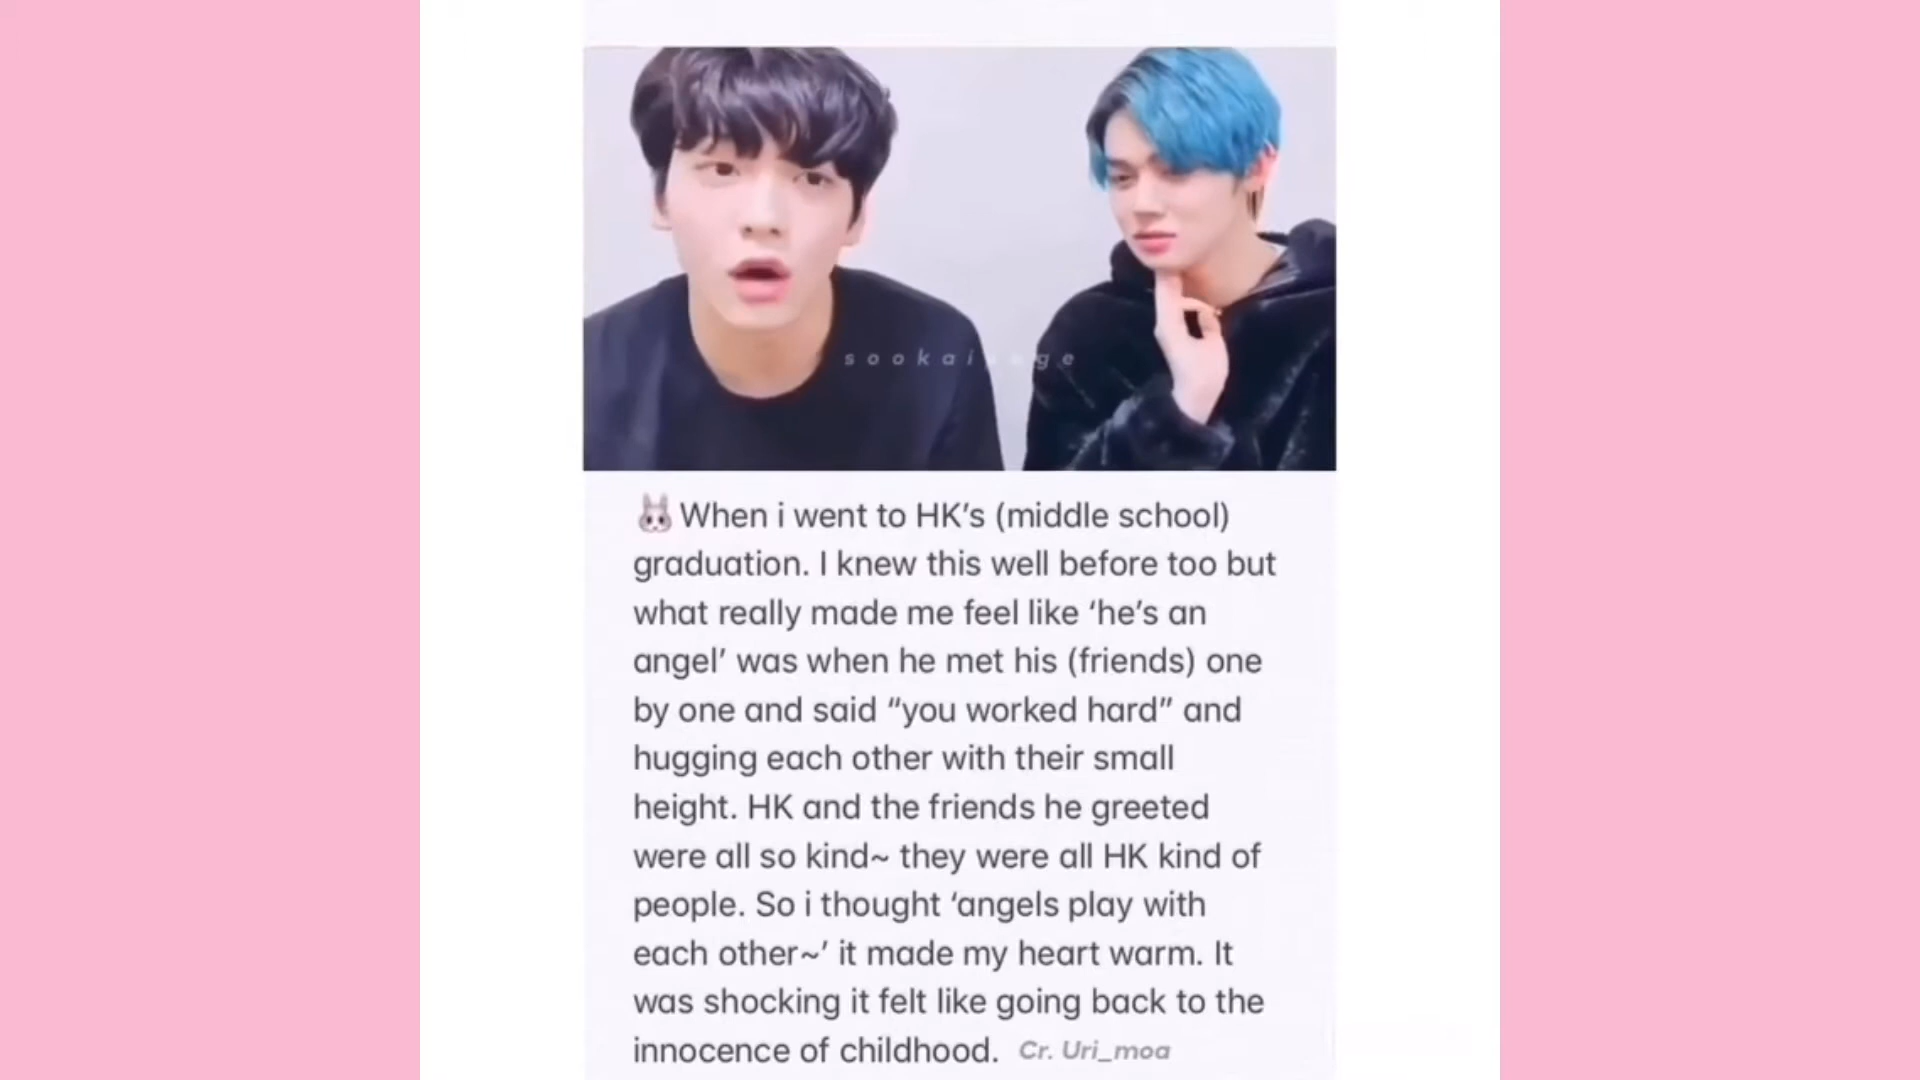 sookai
ge
🐰When i went to HK's (middle school)
graduation. I knew this well before too but
what really made me feel like ‘he's an
angel’ was when he met his (friends) one
by one and said “you worked hard” and
hugging each other with their small
height. HK and the friends he greeted
were all so kind~ they were all HK kind of
people. So i thought ‘angels play with
each other~’ it made my heart warm. It
was shocking it felt like going back to the
innocence of childhood. Cr. Uri_moa